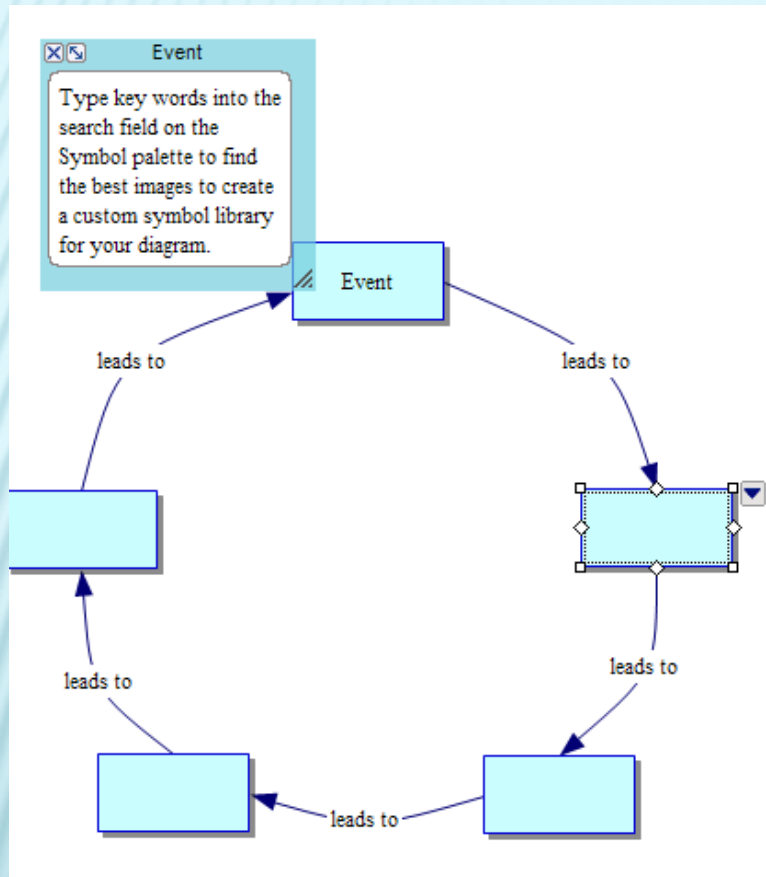 Event
Type key words into the
search field on the
Symbol palette to find
the best images to create
a custom symbol library
for your diagram.
Event
leads to
leads to
leads to
leads to
leads to